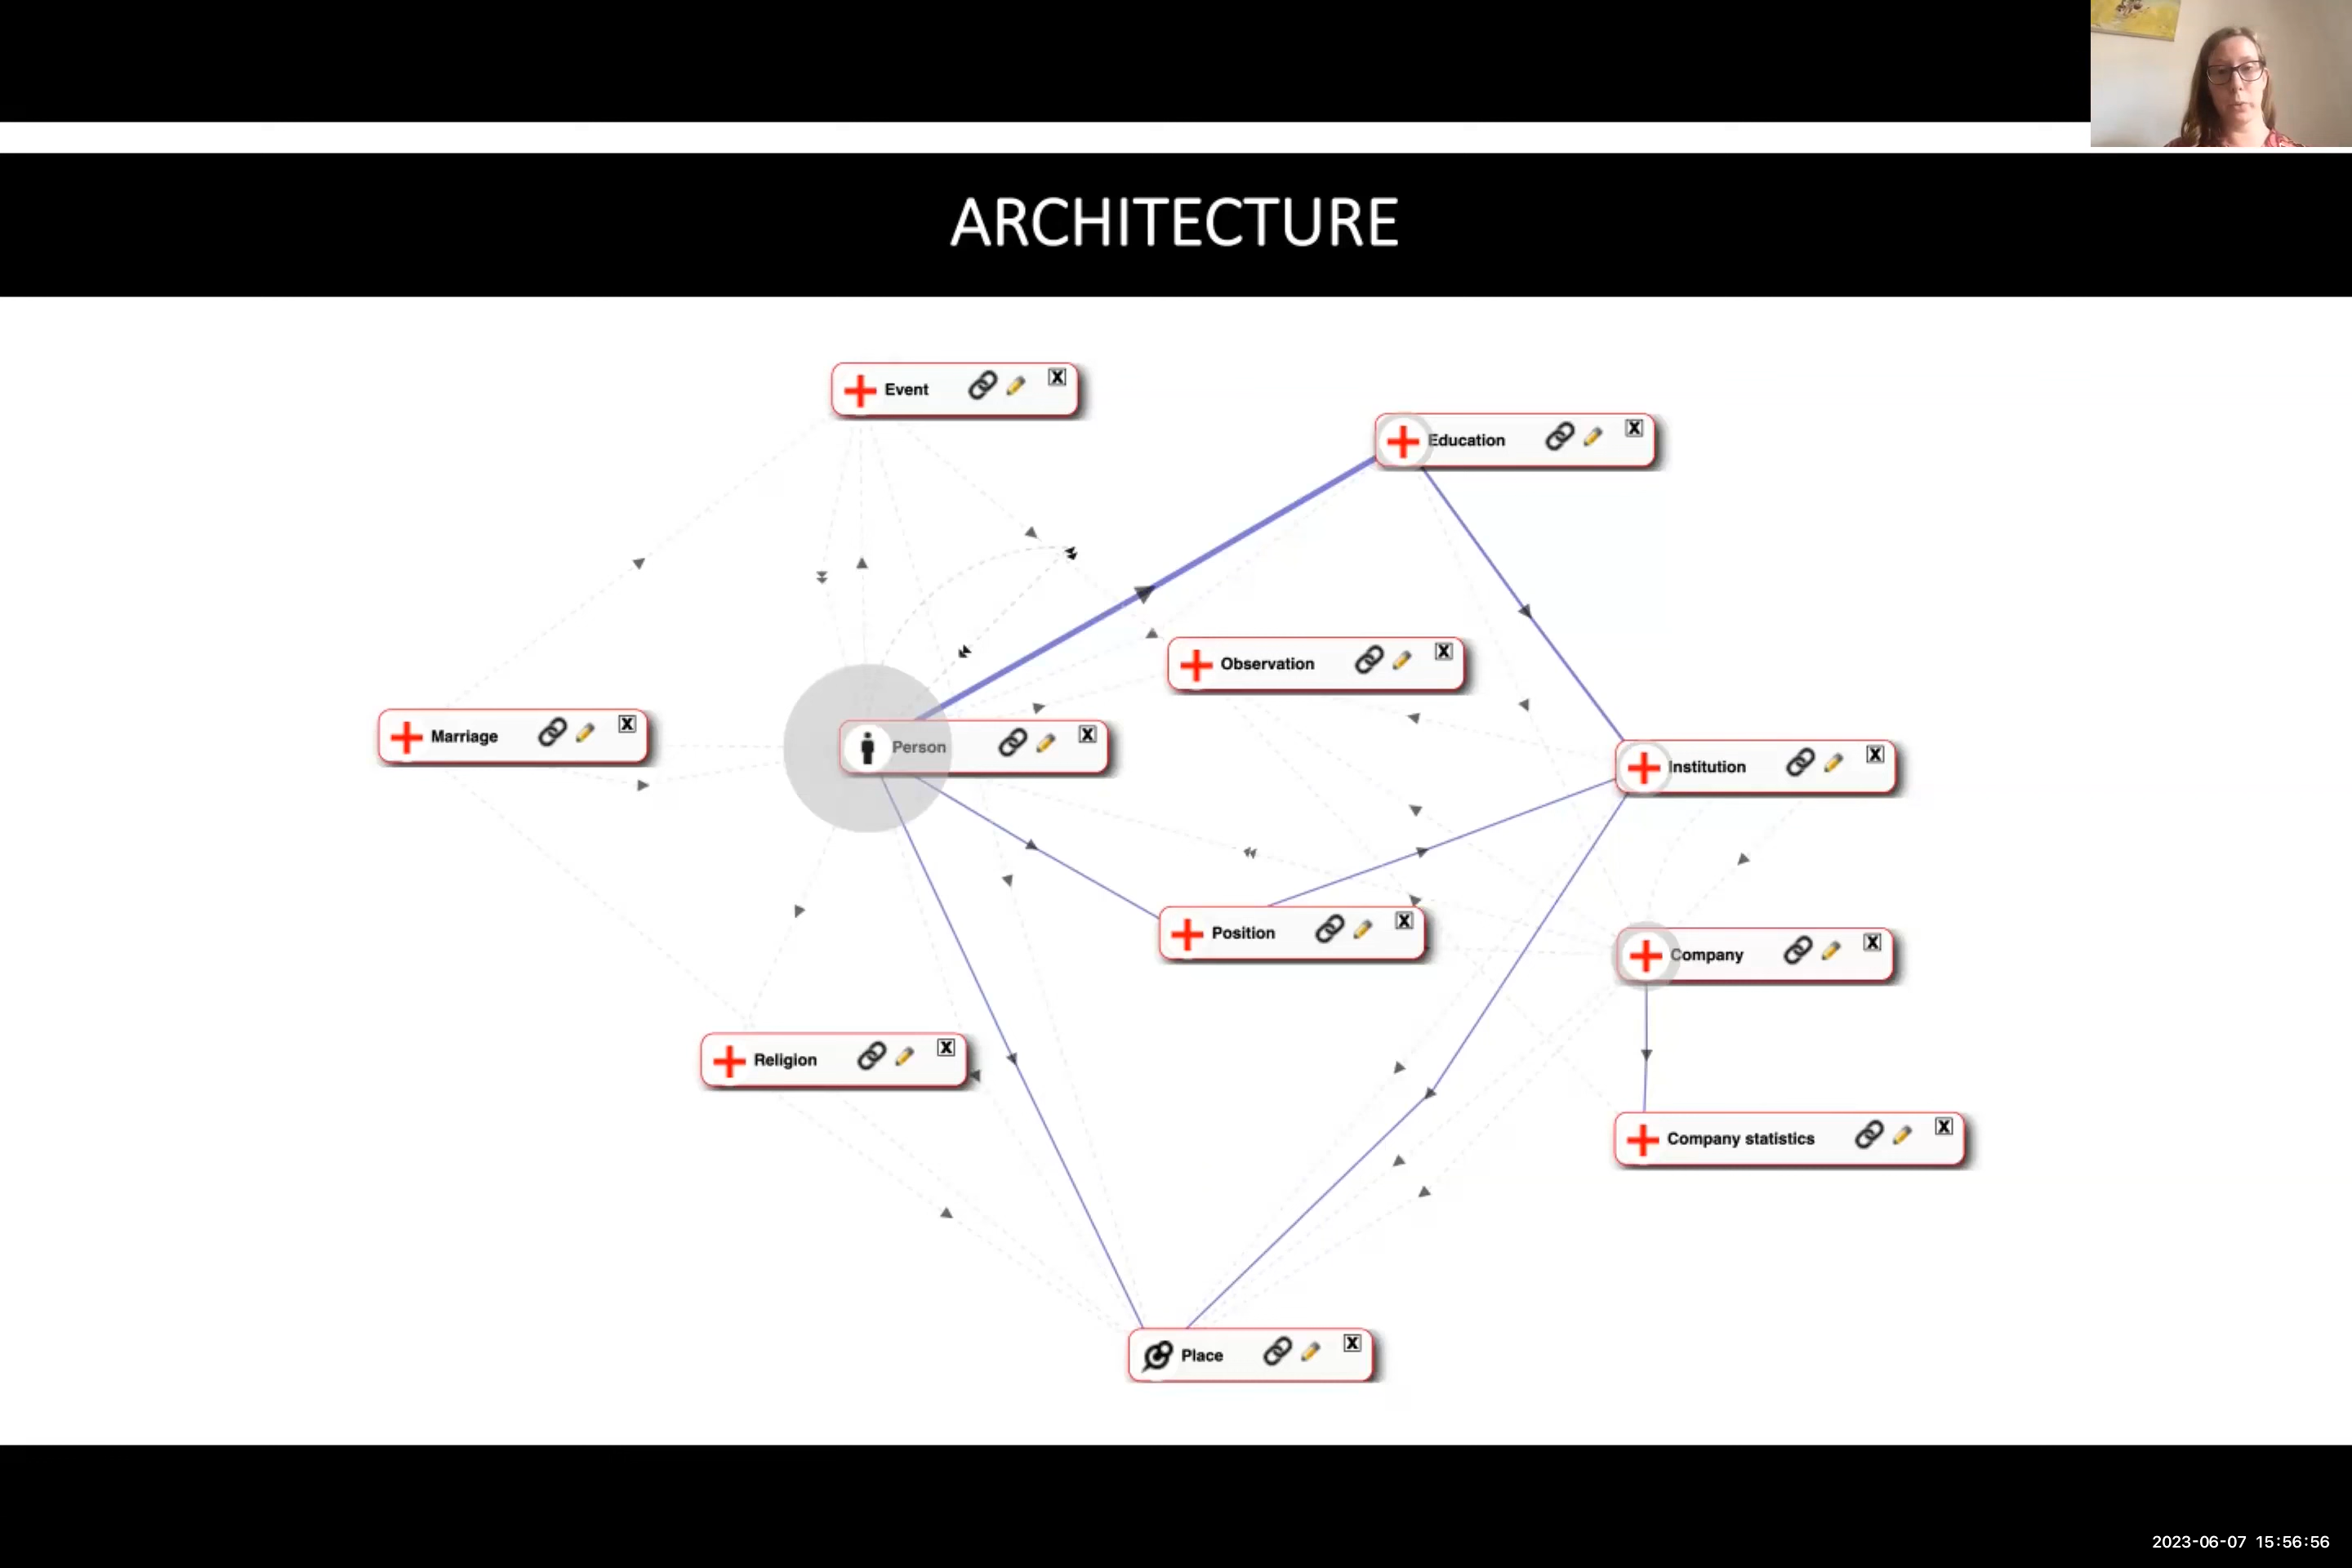 ARCHITECTURE
Event
Education
Observation
Marriage
Person
Institution
Position
Company
Religion
Company statistics
Place
2023-06-07 15:56:56